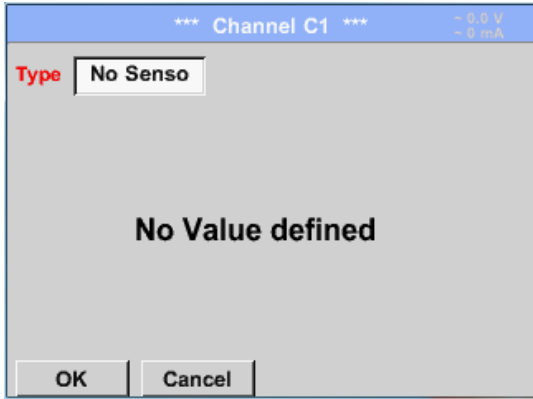 *** Channel C1 ***
~ 0.0 V
~ 0 mA
Type No Senso
No Value defined
OK Cancel